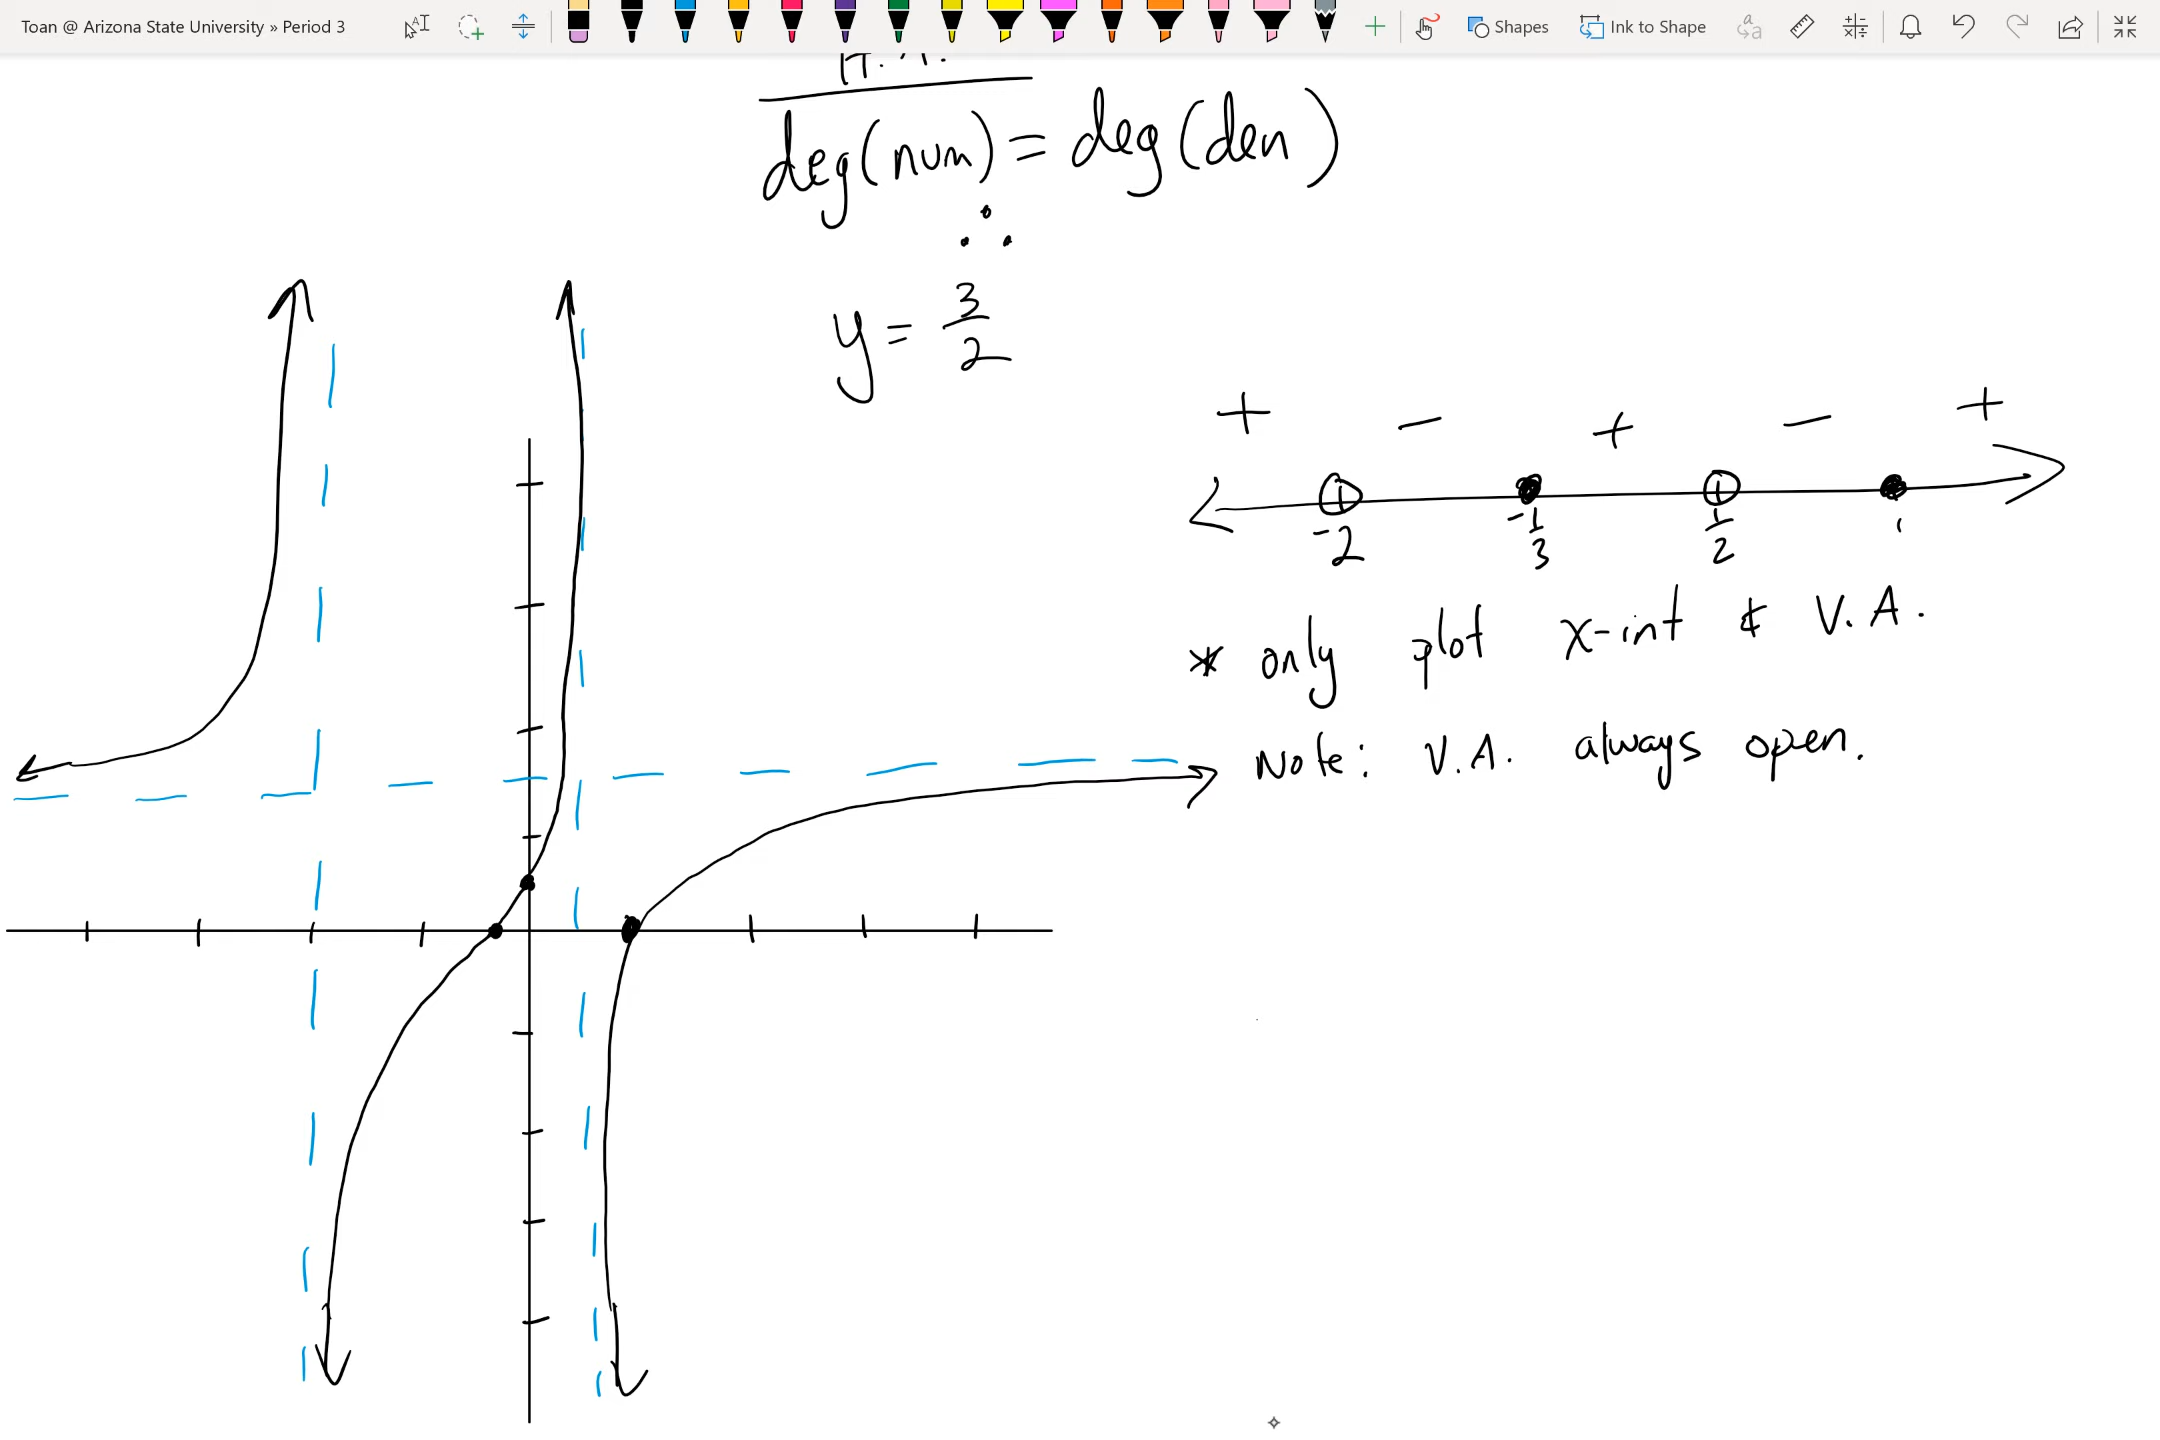 Toan @ Arizona State University » Period 3
Shapes
Ink to Shape
H.A.
deg(num) = deg(den)
∴
y = 3/2
+ − + − +
-2 -1/3 1/2 1
* only plot x-int & V.A.
Note: V.A. always open.